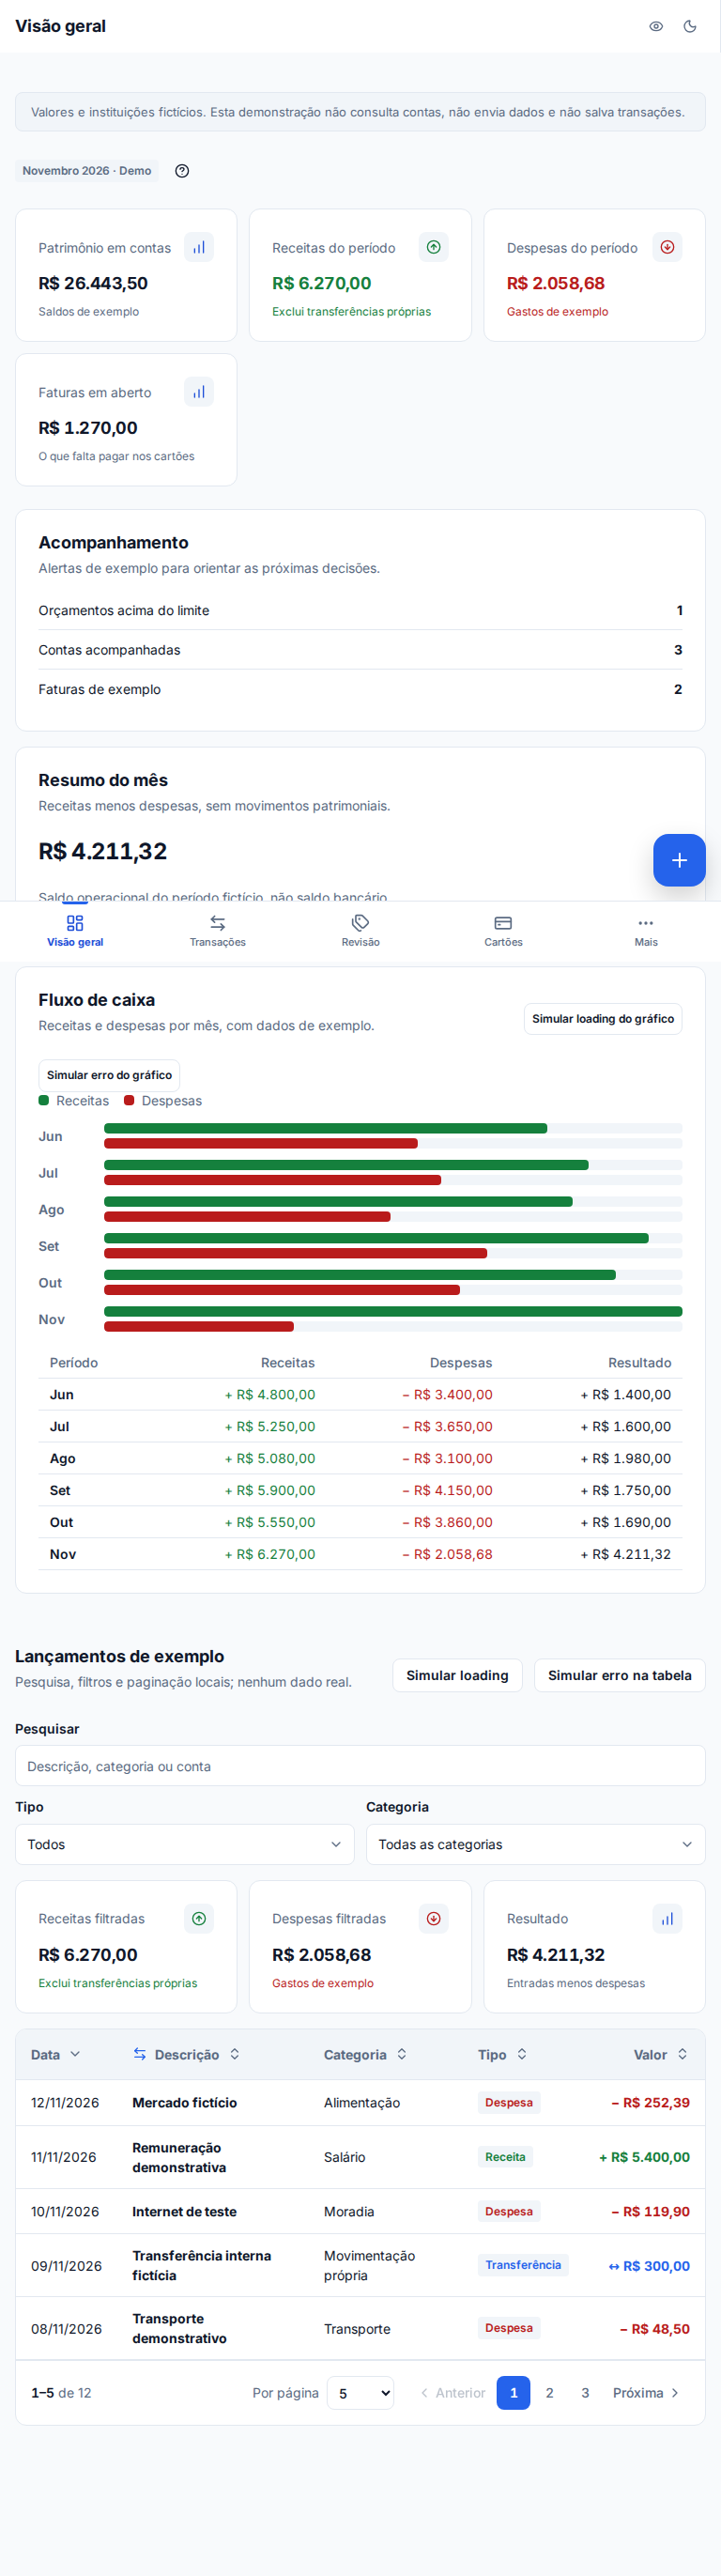 Visão geral
Valores e instituições fictícios. Esta demonstração não consulta contas, não envia dados e não salva transações.
Novembro 2026 · Demo
Patrimônio em contas
R$ 26.443,50
Saldos de exemplo
Receitas do período
R$ 6.270,00
Exclui transferências próprias
Despesas do período
R$ 2.058,68
Gastos de exemplo
Faturas em aberto
R$ 1.270,00
O que falta pagar nos cartões
Acompanhamento
Alertas de exemplo para orientar as próximas decisões.
Orçamentos acima do limite 1
Contas acompanhadas 3
Faturas de exemplo 2
Resumo do mês
Receitas menos despesas, sem movimentos patrimoniais.
R$ 4.211,32
Saldo operacional do período fictício, não saldo bancário.
Visão geral Transações Revisão Cartões Mais
Fluxo de caixa
Receitas e despesas por mês, com dados de exemplo.
Simular loading do gráfico
Simular erro do gráfico
Receitas Despesas
Jun
Jul
Ago
Set
Out
Nov
Período Receitas Despesas Resultado
Jun + R$ 4.800,00 − R$ 3.400,00 + R$ 1.400,00
Jul + R$ 5.250,00 − R$ 3.650,00 + R$ 1.600,00
Ago + R$ 5.080,00 − R$ 3.100,00 + R$ 1.980,00
Set + R$ 5.900,00 − R$ 4.150,00 + R$ 1.750,00
Out + R$ 5.550,00 − R$ 3.860,00 + R$ 1.690,00
Nov + R$ 6.270,00 − R$ 2.058,68 + R$ 4.211,32
Lançamentos de exemplo
Pesquisa, filtros e paginação locais; nenhum dado real.
Simular loading Simular erro na tabela
Pesquisar
Descrição, categoria ou conta
Tipo Categoria
Todos Todas as categorias
Receitas filtradas
R$ 6.270,00
Exclui transferências próprias
Despesas filtradas
R$ 2.058,68
Gastos de exemplo
Resultado
R$ 4.211,32
Entradas menos despesas
Data Descrição Categoria Tipo Valor
12/11/2026 Mercado fictício Alimentação Despesa − R$ 252,39
11/11/2026 Remuneração demonstrativa Salário Receita + R$ 5.400,00
10/11/2026 Internet de teste Moradia Despesa − R$ 119,90
09/11/2026 Transferência interna fictícia Movimentação própria Transferência ↔ R$ 300,00
08/11/2026 Transporte demonstrativo Transporte Despesa − R$ 48,50
1–5 de 12 Por página 5 Anterior 1 2 3 Próxima